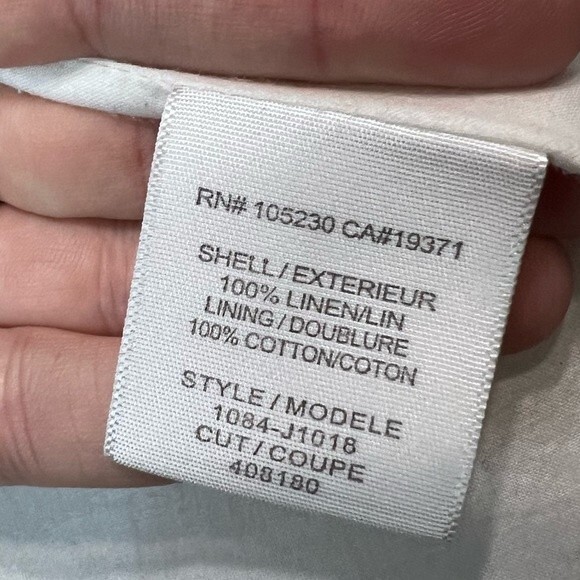 RN# 105230 CA#19371
SHELL/EXTERIEUR
100% LINEN/LIN
LINING/DOUBLURE
100% COTTON/COTON
STYLE/MODELE
1084-J1018
CUT/COUPE
408180